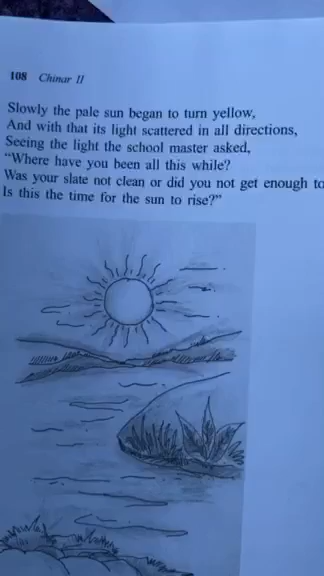 108 Chinar II
Slowly the pale sun began to turn yellow,
And with that its light scattered in all directions,
Seeing the light the school master asked,
“Where have you been all this while?
Was your slate not clean or did you not get enough to
Is this the time for the sun to rise?”